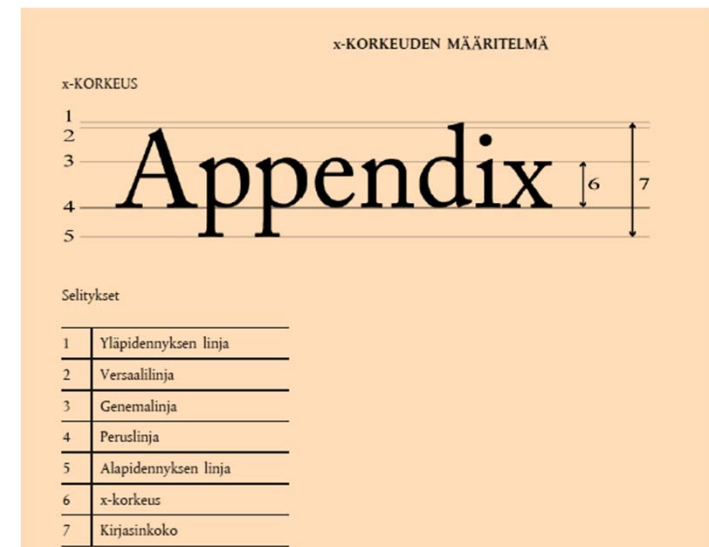 x-KORKEUDEN MÄÄRITELMÄ
x-KORKEUS
1
2
3
4
5
Appendix
6
7
Selitykset
1 Yläpidennyksen linja
2 Versaalilinja
3 Genemalinja
4 Peruslinja
5 Alapidennyksen linja
6 x-korkeus
7 Kirjasinkoko